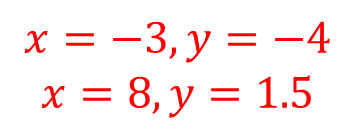 x = −3, y = −4
x = 8, y = 1.5